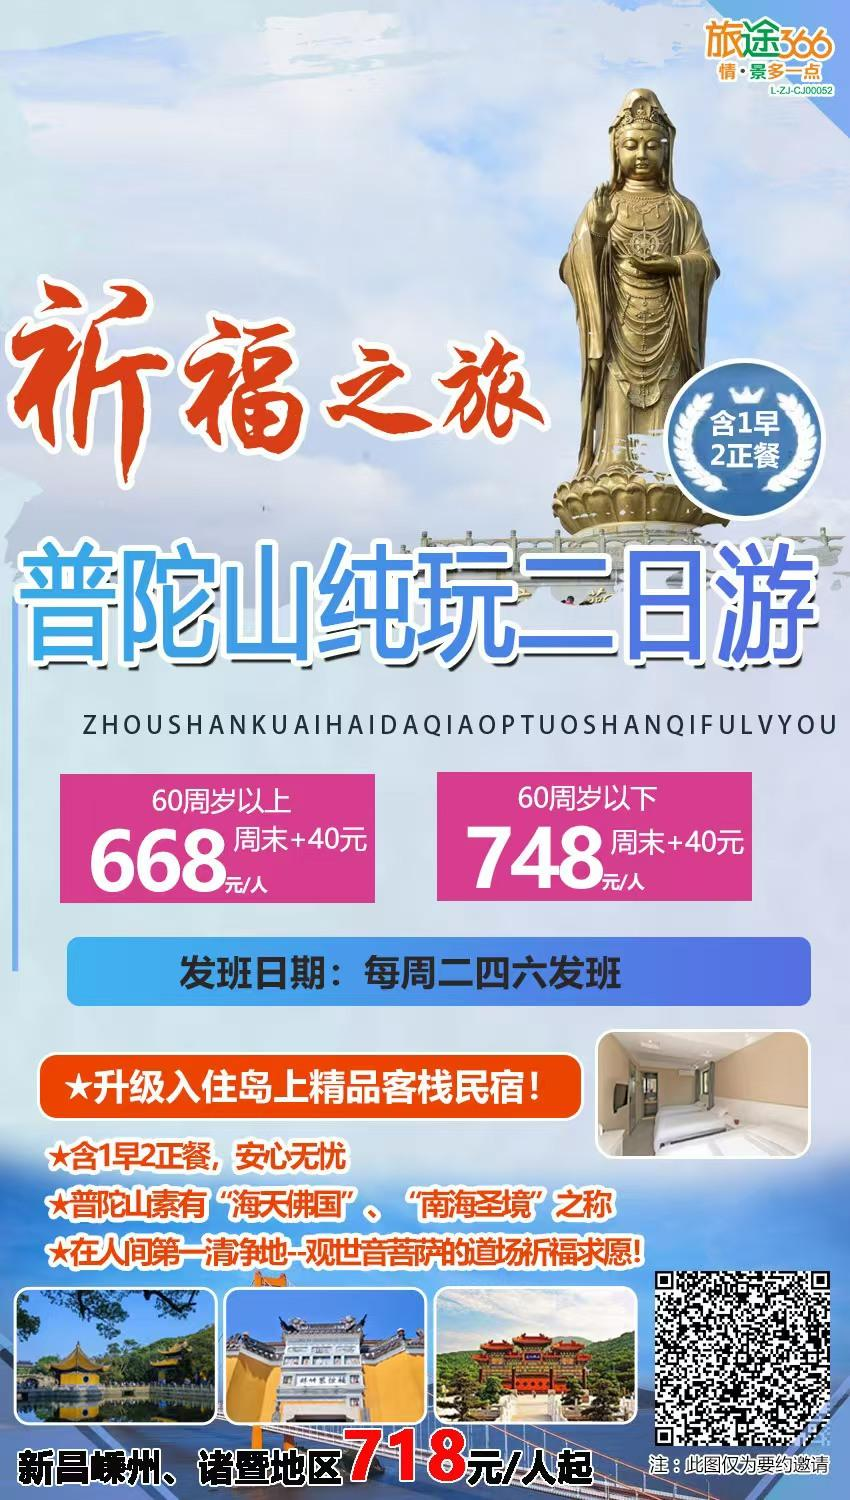 旅途366
情·景多一点
L-ZJ-CJ00052
祈福之旅
含1早
2正餐
普陀山纯玩二日游
ZHOUSHANKUAIHAIDAQIAOPTUOSHANQIFULVYOU
60周岁以上
668元/人 周末+40元
60周岁以下
748元/人 周末+40元
发班日期：每周二四六发班
★升级入住岛上精品客栈民宿！
★含1早2正餐，安心无忧
★普陀山素有“海天佛国”、“南海圣境”之称
★在人间第一清净地--观世音菩萨的道场祈福求愿！
新昌嵊州、诸暨地区718元/人起
注：此图仅为要约邀请